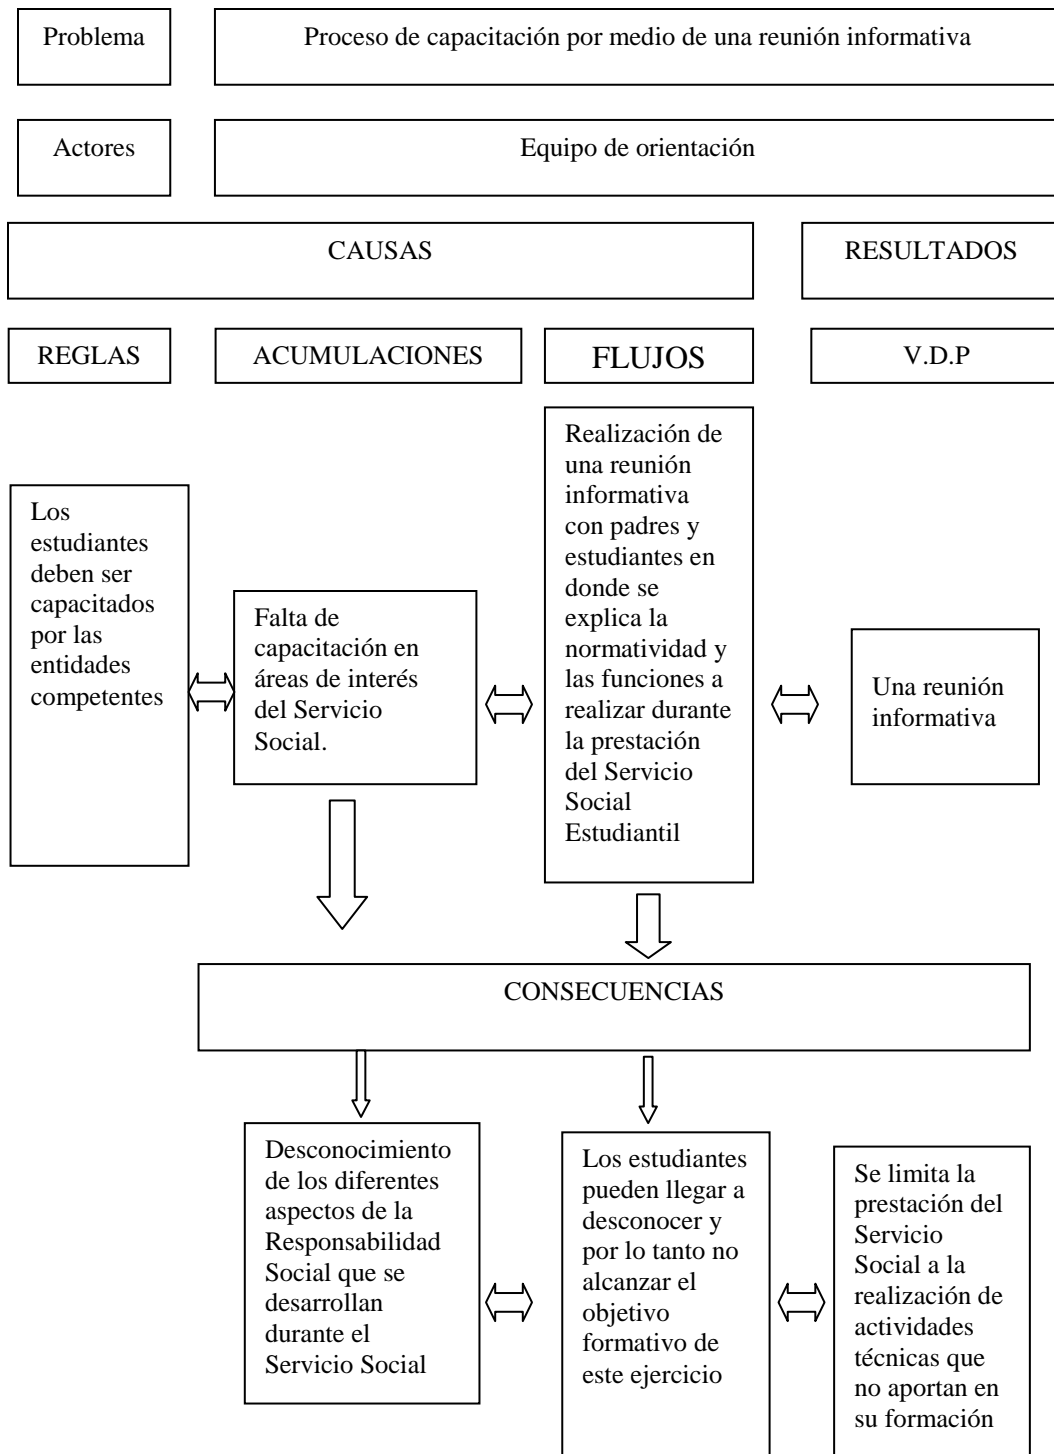 Problema
Proceso de capacitación por medio de una reunión informativa
Actores
Equipo de orientación
CAUSAS
RESULTADOS
REGLAS
ACUMULACIONES
FLUJOS
V.D.P
Los
estudiantes
deben ser
capacitados
por las
entidades
competentes
Falta de
capacitación en
áreas de interés
del Servicio
Social.
Realización de
una reunión
informativa
con padres y
estudiantes en
donde se
explica la
normatividad y
las funciones a
realizar durante
la prestación
del Servicio
Social
Estudiantil
Una reunión
informativa
CONSECUENCIAS
Desconocimiento
de los diferentes
aspectos de la
Responsabilidad
Social que se
desarrollan
durante el
Servicio Social
Los estudiantes
pueden llegar a
desconocer y
por lo tanto no
alcanzar el
objetivo
formativo de
este ejercicio
Se limita la
prestación del
Servicio
Social a la
realización de
actividades
técnicas que
no aportan en
su formación